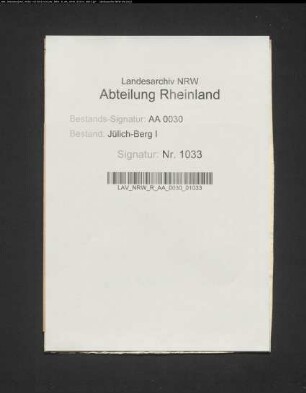 Landesarchiv NRW
Abteilung Rheinland
Bestands-Signatur: AA 0030
Bestand: Jülich-Berg I
Signatur: Nr. 1033
LAV_NRW_R_AA_0030_01033